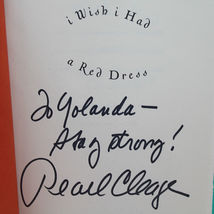 i Wish i Had
a Red Dress
To Yolanda —
Stay strong!
Pearl Cleage